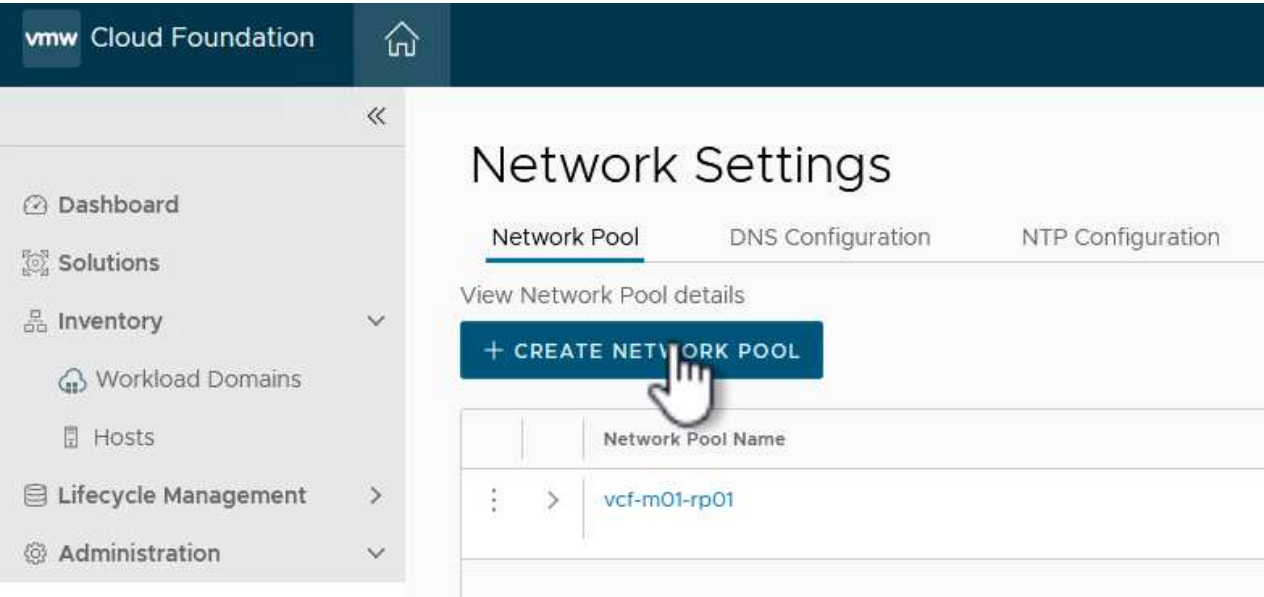 vmw Cloud Foundation
Network Settings
Dashboard
Solutions
Inventory
Workload Domains
Hosts
Lifecycle Management
Administration
Network Pool DNS Configuration NTP Configuration
View Network Pool details
+ CREATE NETWORK POOL
Network Pool Name
vcf-m01-rp01